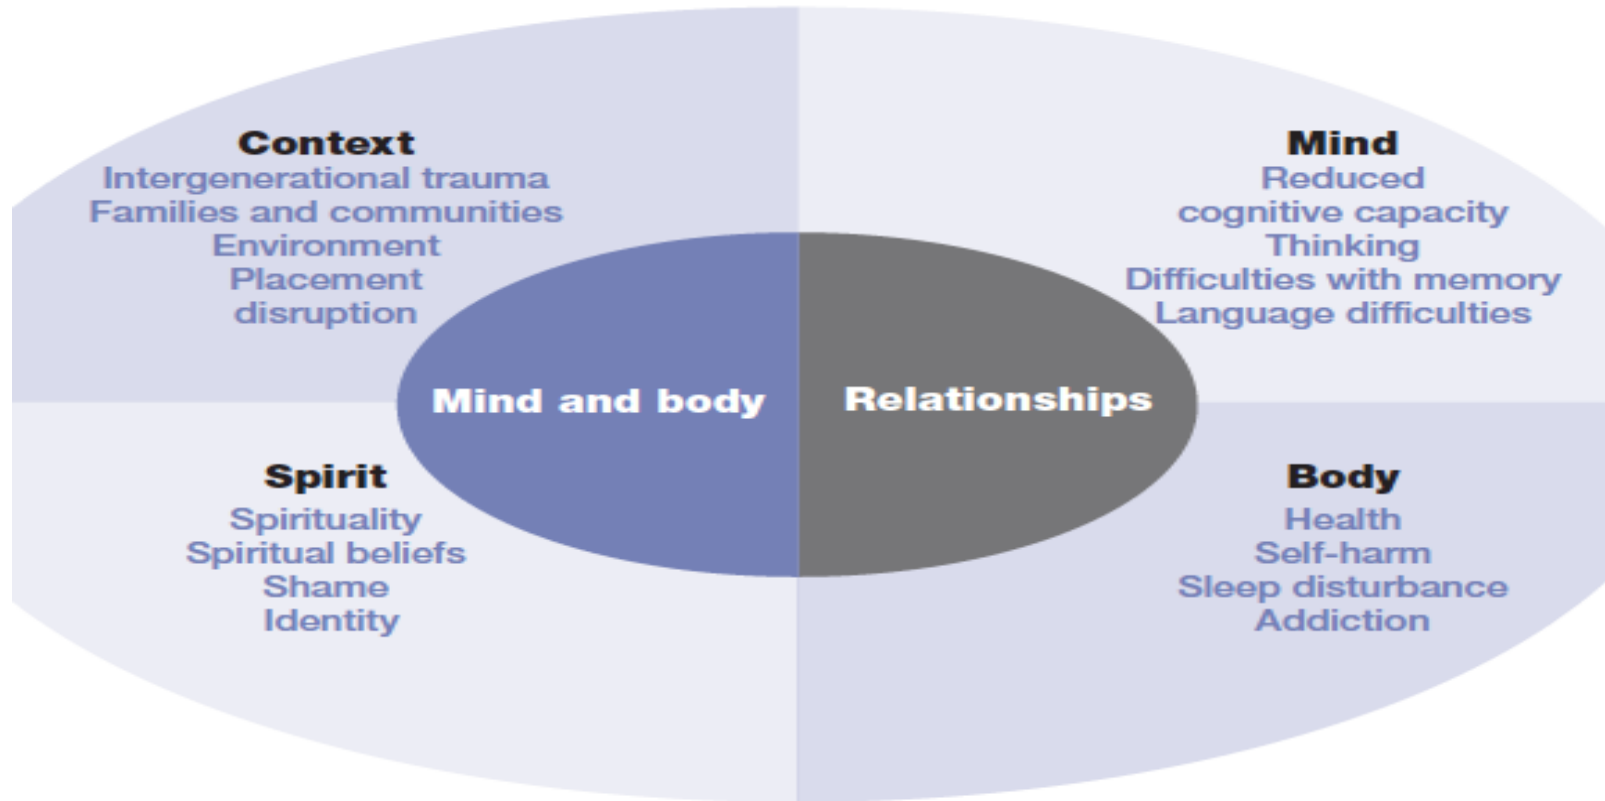 Context
Intergenerational trauma
Families and communities
Environment
Placement
disruption
Mind
Reduced
cognitive capacity
Thinking
Difficulties with memory
Language difficulties
Mind and body
Relationships
Spirit
Spirituality
Spiritual beliefs
Shame
Identity
Body
Health
Self-harm
Sleep disturbance
Addiction